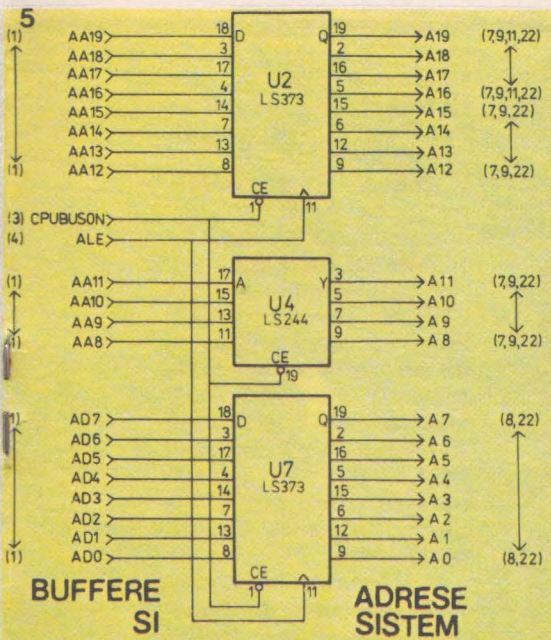 5
(1) AA19 18 D Q 19 A19 (7,9,11,22)
AA18 3 2 A18
AA17 17 U2 16 A17
AA16 4 LS373 5 A16 (7,9,11,22)
AA15 14 15 A15 (7,9,22)
AA14 7 6 A14
AA13 13 12 A13
(1) AA12 8 9 A12 (7,9,22)
CE
(3) CPUBUSON 1 11
(4) ALE
(1) AA11 17 A Y 3 A11 (7,9,22)
AA10 15 U4 5 A10
AA9 13 LS244 7 A9
(1) AA8 11 9 A8 (7,9,22)
CE
19
(1) AD7 18 D Q 19 A7 (8,22)
AD6 3 2 A6
AD5 17 U7 16 A5
AD4 4 LS373 5 A4
AD3 14 15 A3
AD2 7 6 A2
AD1 13 12 A1
(1) AD0 8 9 A0 (8,22)
CE
1 11
BUFFERE ADRESE
SI SISTEM